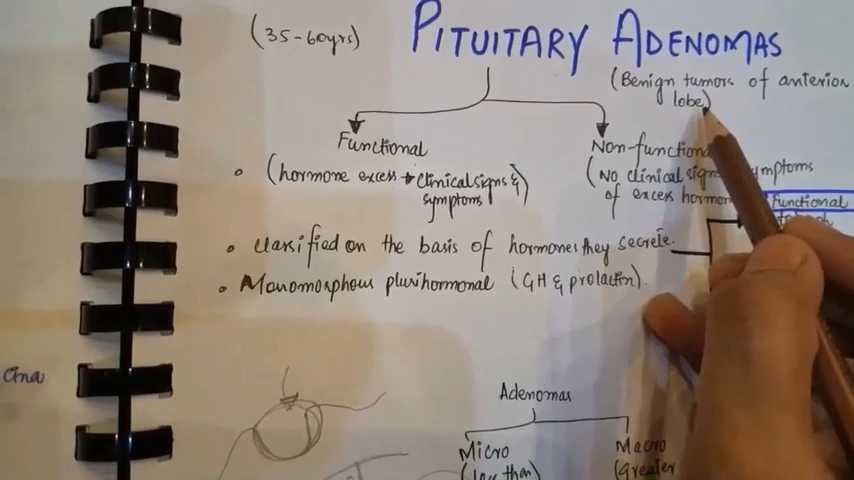 (35-60yrs)
PITUITARY ADENOMAS
(Benign tumors of anterior
lobe)
Functional
Non-function
(hormone excess → Clinical signs &
symptoms)
(No clinical sign symptoms
of excess hormon
Functional
• classified on the basis of hormones they secrete.
• Monomorphous plurihormonal (GH & prolactin).
Adenomas
Micro
Macro
(less than)
(Greater